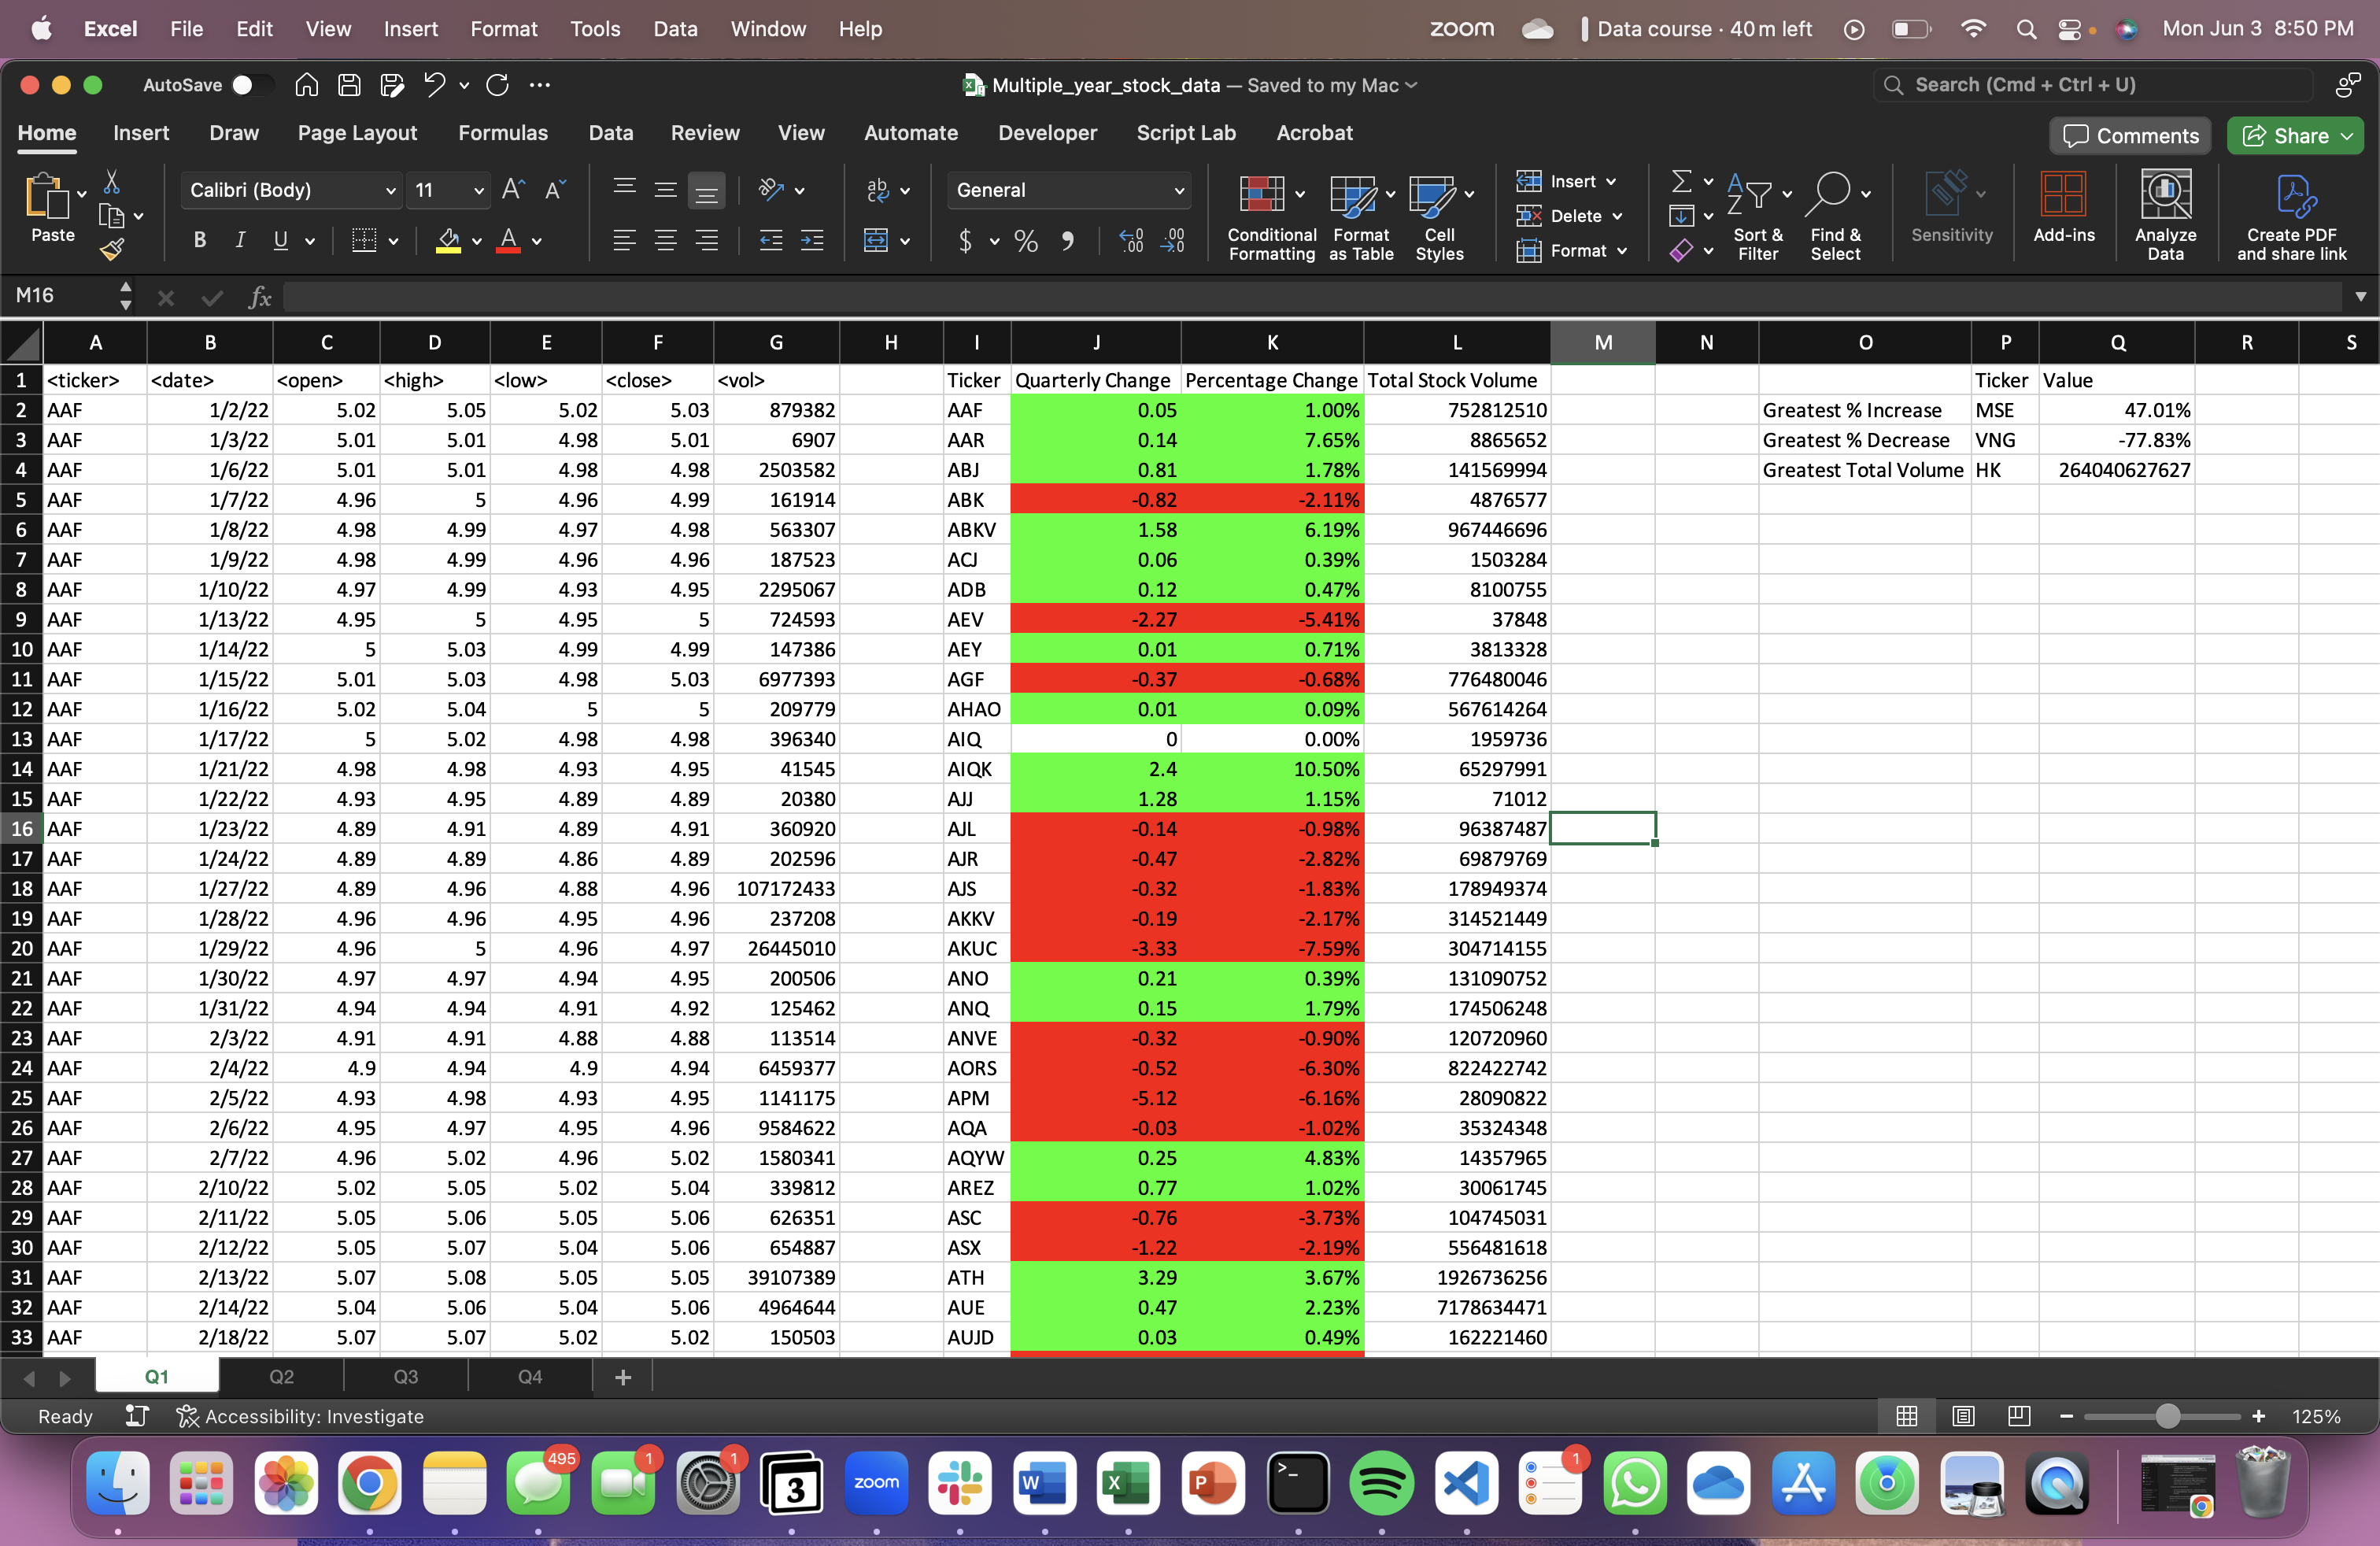 Excel File Edit View Insert Format Tools Data Window Help zoom Data course · 40 m left Mon Jun 3 8:50 PM
AutoSave Multiple_year_stock_data — Saved to my Mac Search (Cmd + Ctrl + U)
Home Insert Draw Page Layout Formulas Data Review View Automate Developer Script Lab Acrobat Comments Share
Paste Calibri (Body) 11 General Conditional Formatting Format as Table Cell Styles Insert Delete Format Sort & Filter Find & Select Sensitivity Add-ins Analyze Data Create PDF and share link
M16 fx
A B C D E F G H I J K L M N O P Q R S
1 <ticker> <date> <open> <high> <low> <close> <vol> Ticker Quarterly Change Percentage Change Total Stock Volume Ticker Value
2 AAF 1/2/22 5.02 5.05 5.02 5.03 879382 AAF 0.05 1.00% 752812510 Greatest % Increase MSE 47.01%
3 AAF 1/3/22 5.01 5.01 4.98 5.01 6907 AAR 0.14 7.65% 8865652 Greatest % Decrease VNG -77.83%
4 AAF 1/6/22 5.01 5.01 4.98 4.98 2503582 ABJ 0.81 1.78% 141569994 Greatest Total Volume HK 264040627627
5 AAF 1/7/22 4.96 5 4.96 4.99 161914 ABK -0.82 -2.11% 4876577
6 AAF 1/8/22 4.98 4.99 4.97 4.98 563307 ABKV 1.58 6.19% 967446696
7 AAF 1/9/22 4.98 4.99 4.96 4.96 187523 ACJ 0.06 0.39% 1503284
8 AAF 1/10/22 4.97 4.99 4.93 4.95 2295067 ADB 0.12 0.47% 8100755
9 AAF 1/13/22 4.95 5 4.95 5 724593 AEV -2.27 -5.41% 37848
10 AAF 1/14/22 5 5.03 4.99 4.99 147386 AEY 0.01 0.71% 3813328
11 AAF 1/15/22 5.01 5.03 4.98 5.03 6977393 AGF -0.37 -0.68% 776480046
12 AAF 1/16/22 5.02 5.04 5 5 209779 AHAO 0.01 0.09% 567614264
13 AAF 1/17/22 5 5.02 4.98 4.98 396340 AIQ 0 0.00% 1959736
14 AAF 1/21/22 4.98 4.98 4.93 4.95 41545 AIQK 2.4 10.50% 65297991
15 AAF 1/22/22 4.93 4.95 4.89 4.89 20380 AJJ 1.28 1.15% 71012
16 AAF 1/23/22 4.89 4.91 4.89 4.91 360920 AJL -0.14 -0.98% 96387487
17 AAF 1/24/22 4.89 4.89 4.86 4.89 202596 AJR -0.47 -2.82% 69879769
18 AAF 1/27/22 4.89 4.96 4.88 4.96 107172433 AJS -0.32 -1.83% 178949374
19 AAF 1/28/22 4.96 4.96 4.95 4.96 237208 AKKV -0.19 -2.17% 314521449
20 AAF 1/29/22 4.96 5 4.96 4.97 26445010 AKUC -3.33 -7.59% 304714155
21 AAF 1/30/22 4.97 4.97 4.94 4.95 200506 ANO 0.21 0.39% 131090752
22 AAF 1/31/22 4.94 4.94 4.91 4.92 125462 ANQ 0.15 1.79% 174506248
23 AAF 2/3/22 4.91 4.91 4.88 4.88 113514 ANVE -0.32 -0.90% 120720960
24 AAF 2/4/22 4.9 4.94 4.9 4.94 6459377 AORS -0.52 -6.30% 822422742
25 AAF 2/5/22 4.93 4.98 4.93 4.95 1141175 APM -5.12 -6.16% 28090822
26 AAF 2/6/22 4.95 4.97 4.95 4.96 9584622 AQA -0.03 -1.02% 35324348
27 AAF 2/7/22 4.96 5.02 4.96 5.02 1580341 AQYW 0.25 4.83% 14357965
28 AAF 2/10/22 5.02 5.05 5.02 5.04 339812 AREZ 0.77 1.02% 30061745
29 AAF 2/11/22 5.05 5.06 5.05 5.06 626351 ASC -0.76 -3.73% 104745031
30 AAF 2/12/22 5.05 5.07 5.04 5.06 654887 ASX -1.22 -2.19% 556481618
31 AAF 2/13/22 5.07 5.08 5.05 5.05 39107389 ATH 3.29 3.67% 1926736256
32 AAF 2/14/22 5.04 5.06 5.04 5.06 4964644 AUE 0.47 2.23% 7178634471
33 AAF 2/18/22 5.07 5.07 5.02 5.02 150503 AUJD 0.03 0.49% 162221460
Q1 Q2 Q3 Q4 +
Ready Accessibility: Investigate 125%
495 1 1 3 zoom W X P 1